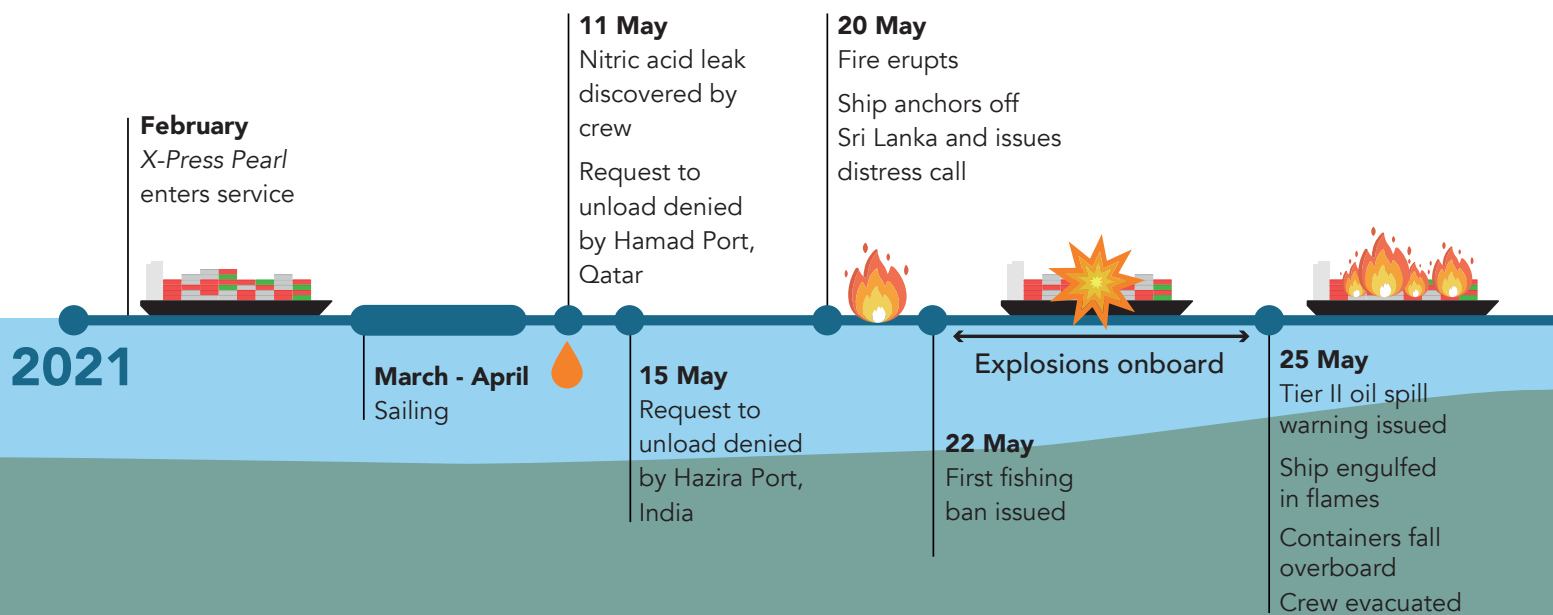 2021
February
X-Press Pearl
enters service
March - April
Sailing
11 May
Nitric acid leak
discovered by
crew
Request to
unload denied
by Hamad Port,
Qatar
15 May
Request to
unload denied
by Hazira Port,
India
20 May
Fire erupts
Ship anchors off
Sri Lanka and issues
distress call
22 May
First fishing
ban issued
Explosions onboard
25 May
Tier II oil spill
warning issued
Ship engulfed
in flames
Containers fall
overboard
Crew evacuated